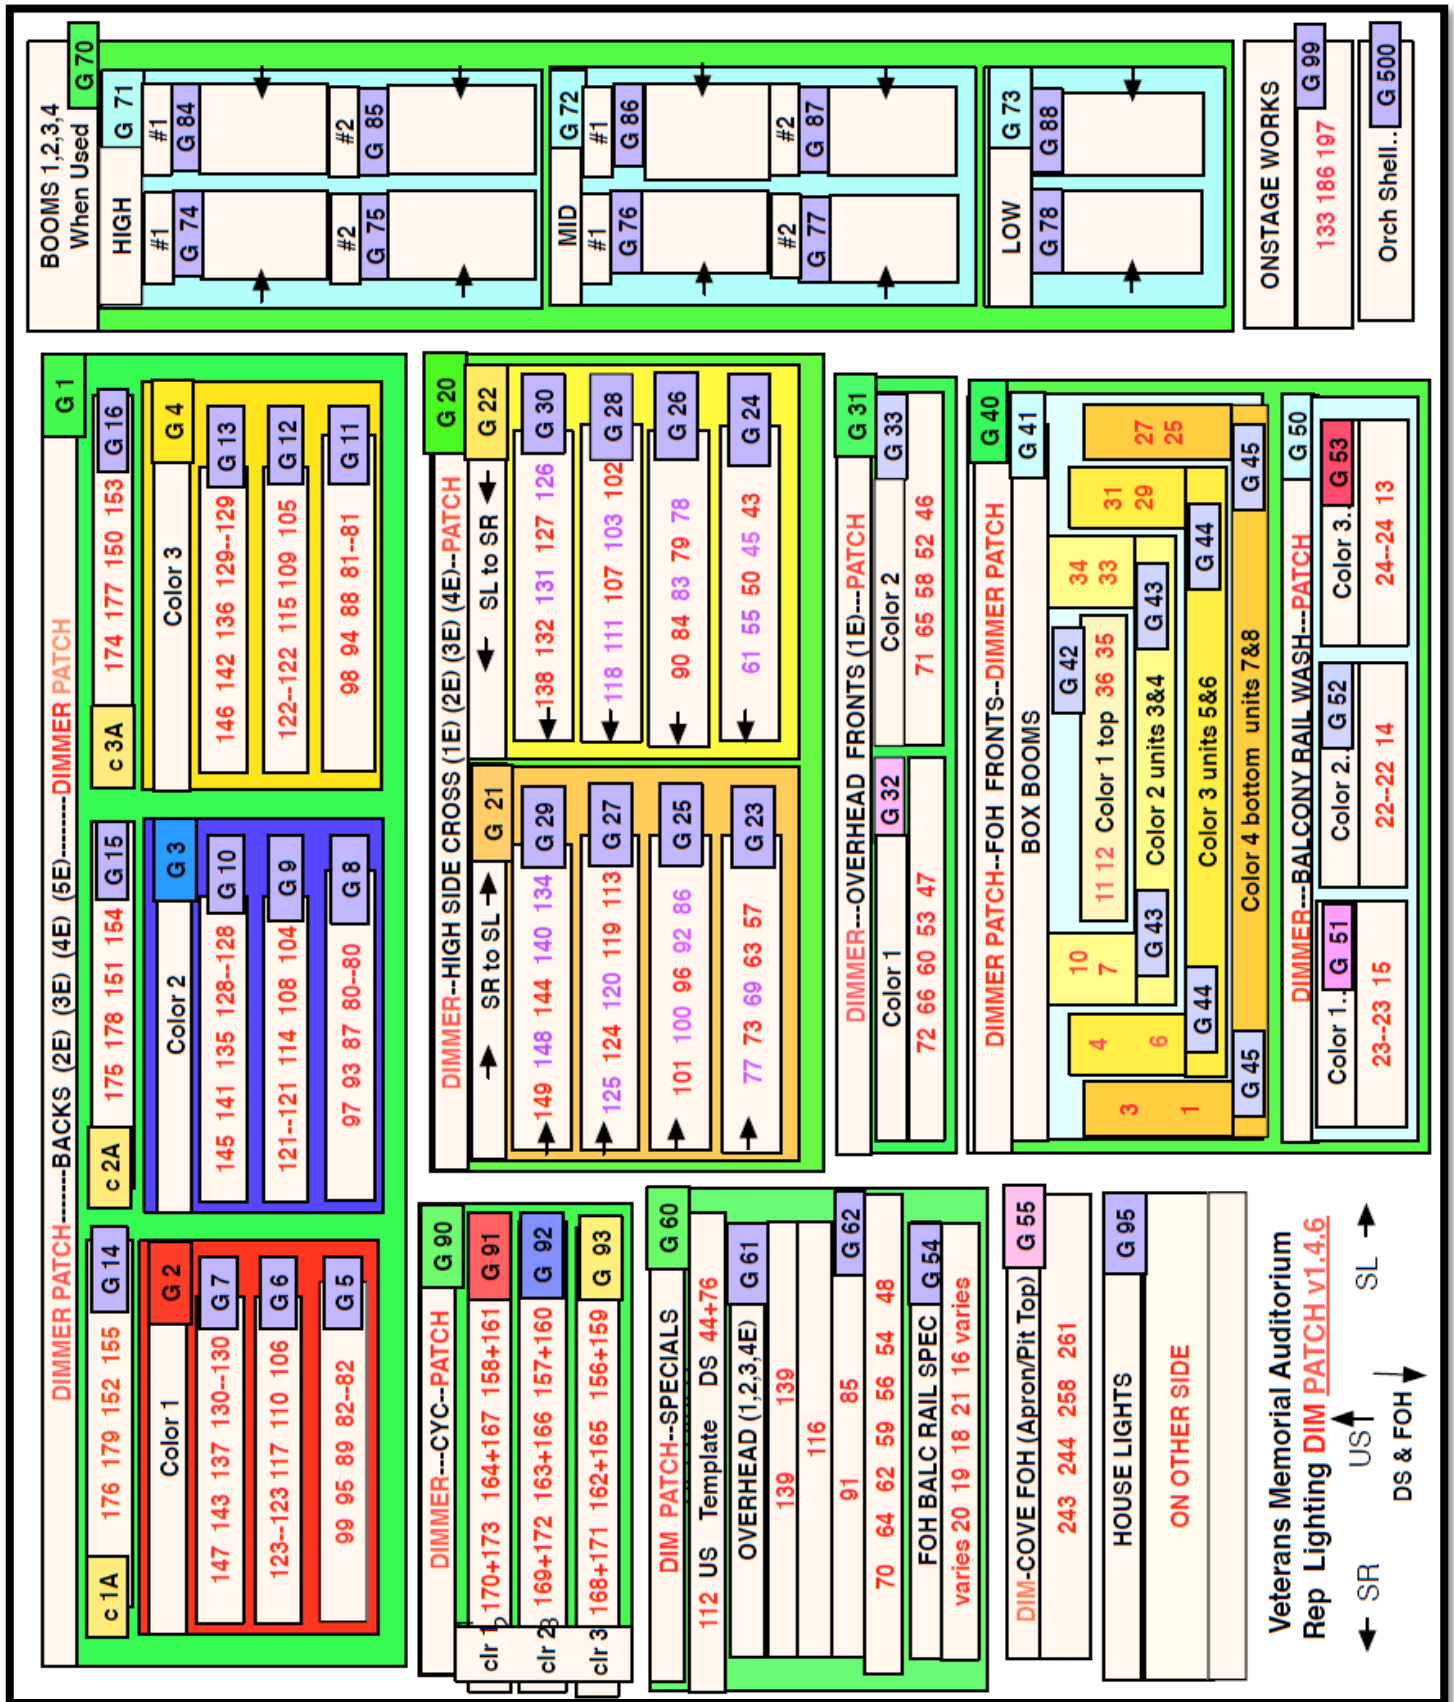 DIMMER PATCH-------BACKS (2E) (3E) (4E) (5E)---------DIMMER PATCH
G 1
c 1A
176 179 152 155
G 14
c 2A
175 178 151 154
G 15
c 3A
174 177 150 153
G 16
Color 1
G 2
147 143 137 130--130
G 7
123--123 117 110 106
G 6
99 95 89 82--82
G 5
Color 2
G 3
145 141 135 128--128
G 10
121--121 114 108 104
G 9
97 93 87 80--80
G 8
Color 3
G 4
146 142 136 129--129
G 13
122--122 115 109 105
G 12
98 94 88 81--81
G 11
BOOMS 1,2,3,4
When Used
G 70
HIGH
G 71
#1
#1
G 74
G 84
#2
#2
G 75
G 85
MID
G 72
#1
#1
G 76
G 86
#2
#2
G 77
G 87
LOW
G 73
G 78
G 88
ONSTAGE WORKS
133 186 197
G 99
Orch Shell..
G 500
DIMMER---CYC--PATCH
G 90
clr 1
170+173 164+167 158+161
G 91
clr 2
169+172 163+166 157+160
G 92
clr 3
168+171 162+165 156+159
G 93
DIMMER--HIGH SIDE CROSS (1E) (2E) (3E) (4E)--PATCH
G 20
→ SR to SL →
G 21
149 148 144 140 134
G 29
125 124 120 119 113
G 27
101 100 96 92 86
G 25
77 73 69 63 57
G 23
← SL to SR ←
G 22
138 132 131 127 126
G 30
118 111 107 103 102
G 28
90 84 83 79 78
G 26
61 55 50 45 43
G 24
DIM PATCH--SPECIALS
G 60
112 US Template DS 44+76
OVERHEAD (1,2,3,4E)
G 61
139 139
116
91 85
G 62
70 64 62 59 56 54 48
FOH BALC RAIL SPEC
G 54
varies 20 19 18 21 16 varies
DIMMER---OVERHEAD FRONTS (1E)---PATCH
G 31
Color 1
G 32
72 66 60 53 47
Color 2
G 33
71 65 58 52 46
DIMMER PATCH--FOH FRONTS--DIMMER PATCH
G 40
BOX BOOMS
G 41
G 42
3
1
4
6
10
7
11 12 Color 1 top 36 35
34
33
31
29
27
25
G 43
Color 2 units 3&4
G 43
G 44
Color 3 units 5&6
G 44
G 45
Color 4 bottom units 7&8
G 45
DIMMER---BALCONY RAIL WASH---PATCH
G 50
Color 1..
G 51
23--23 15
Color 2..
G 52
22--22 14
Color 3..
G 53
24--24 13
DIM-COVE FOH (Apron/Pit Top)
G 55
243 244 258 261
HOUSE LIGHTS
G 95
ON OTHER SIDE
Veterans Memorial Auditorium
Rep Lighting DIM PATCH v1.4.6
← SR
US
SL →
DS & FOH